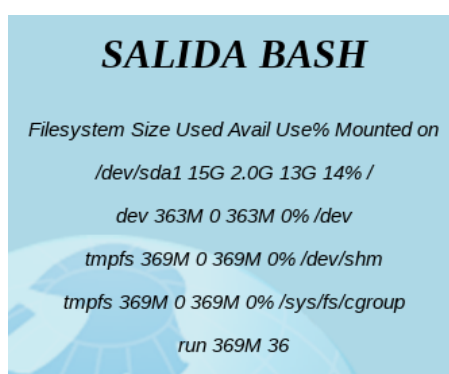 SALIDA BASH
Filesystem Size Used Avail Use% Mounted on
/dev/sda1 15G 2.0G 13G 14% /
dev 363M 0 363M 0% /dev
tmpfs 369M 0 369M 0% /dev/shm
tmpfs 369M 0 369M 0% /sys/fs/cgroup
run 369M 36